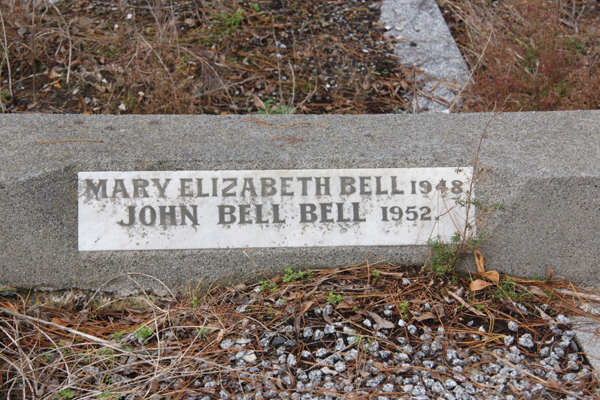 MARY ELIZABETH BELL 1948.
JOHN BELL BELL 1952.